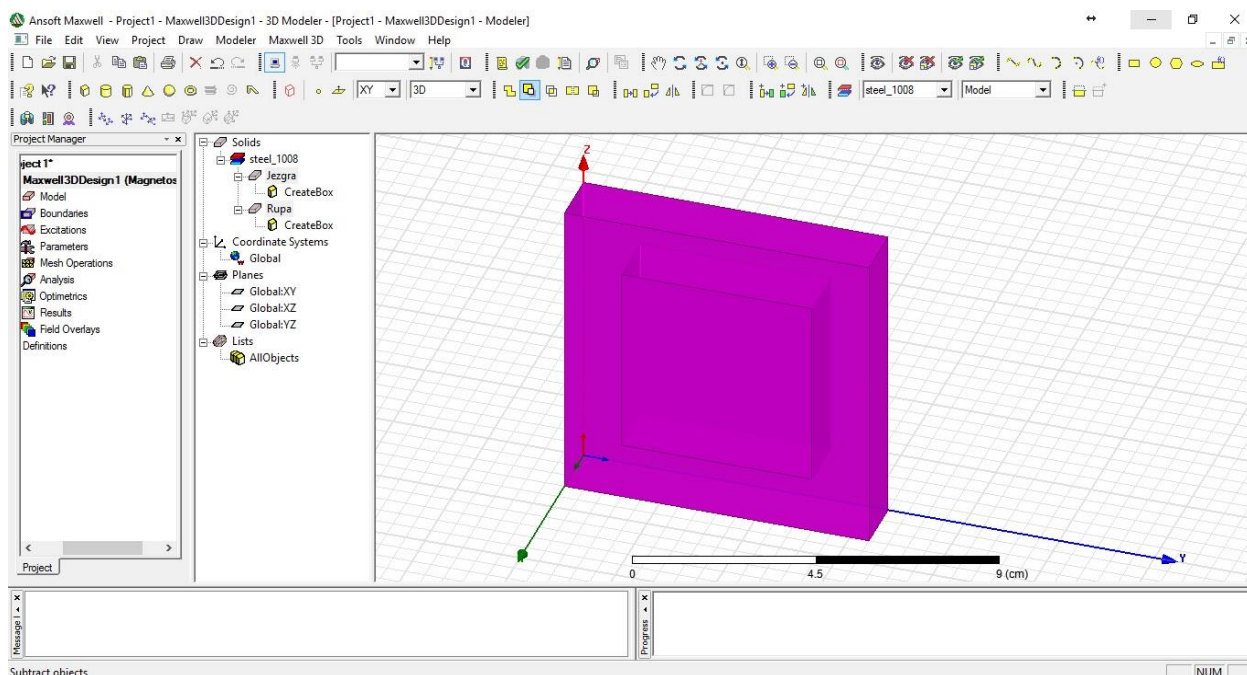 Ansoft Maxwell - Project1 - Maxwell3DDesign1 - 3D Modeler - [Project1 - Maxwell3DDesign1 - Modeler]
File Edit View Project Draw Modeler Maxwell 3D Tools Window Help
XY 3D steel_1008 Model
Project Manager
ject1*
Maxwell3DDesign1 (Magnetos
Model
Boundaries
Excitations
Parameters
Mesh Operations
Analysis
Optimetrics
Results
Field Overlays
Definitions
Project
Solids
steel_1008
Jezgra
CreateBox
Rupa
CreateBox
Coordinate Systems
Global
Planes
Global:XY
Global:XZ
Global:YZ
Lists
AllObjects
Z
Y
0 4.5 9 (cm)
Message
Progress
Subtract objects
NUM